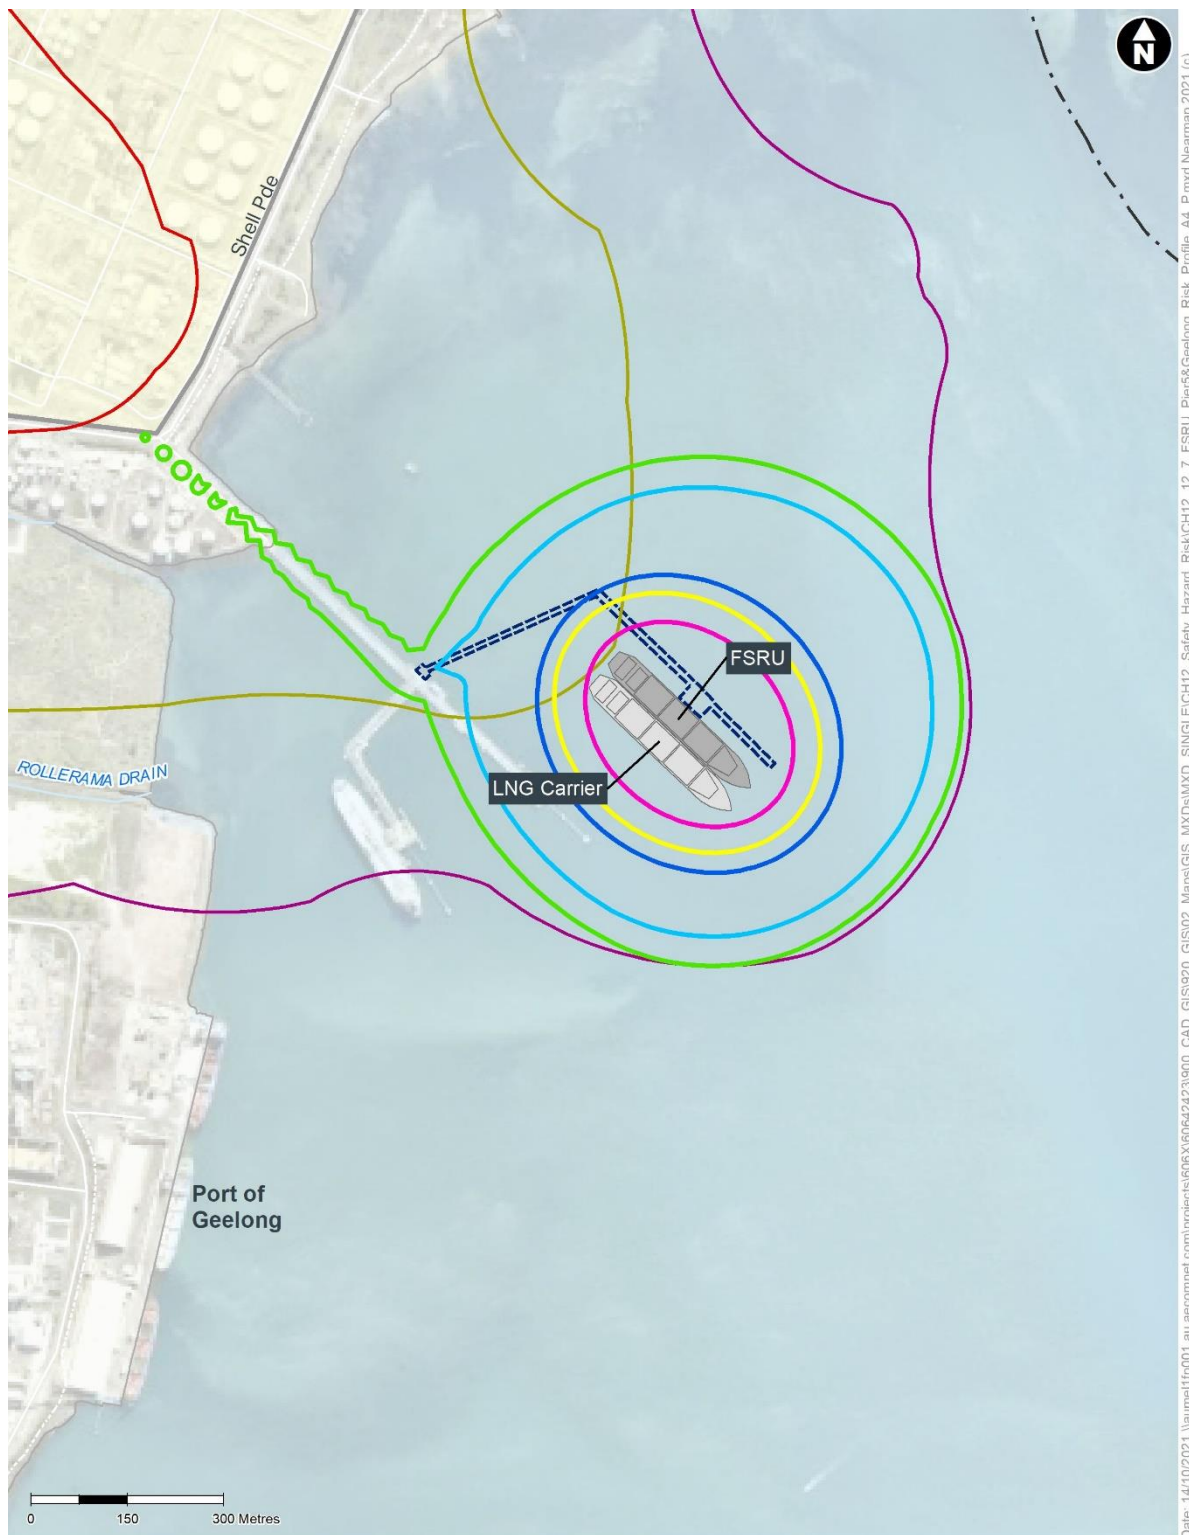 N
Shell Pde
FSRU
LNG Carrier
ROLLERAMA DRAIN
Port of
Geelong
0 150 300 Metres